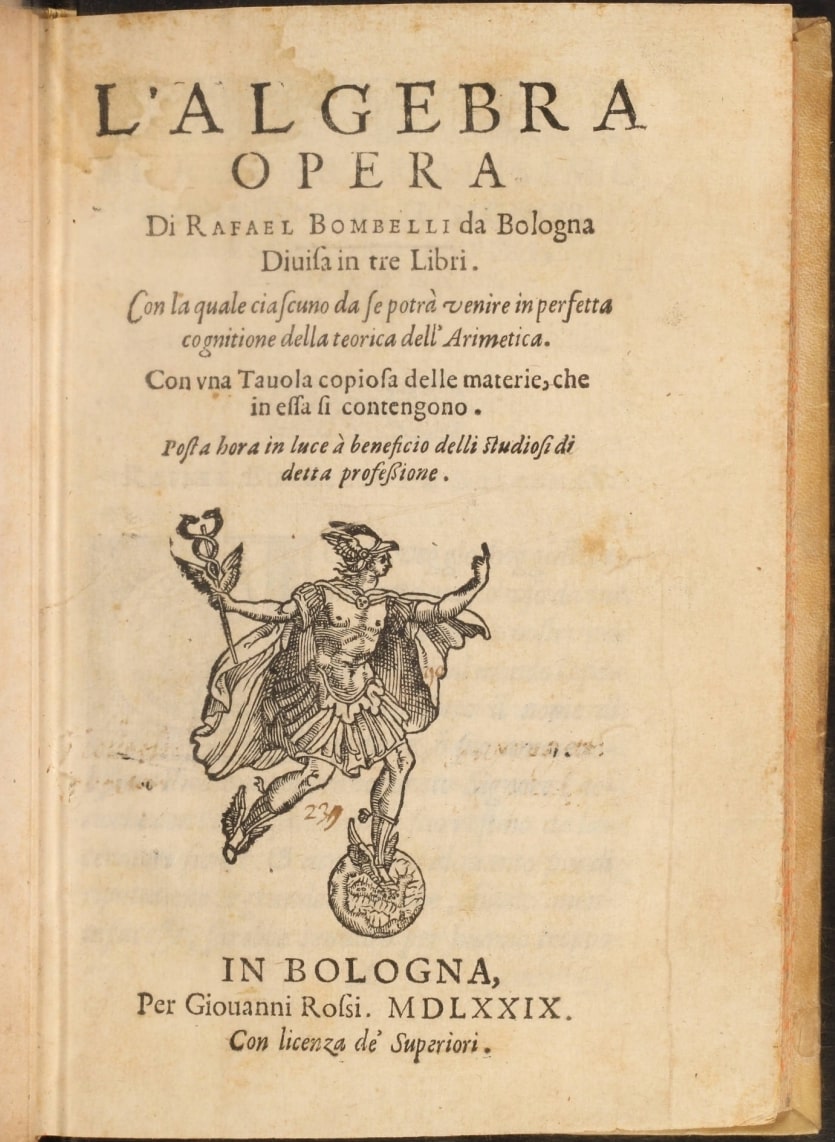 L'ALGEBRA
OPERA
Di RAFAEL BOMBELLI da Bologna
Diuiſa in tre Libri.
Con la quale ciaſcuno da ſe potrà venire in perfetta
cognitione della teorica dell'Arimetica.
Con vna Tauola copioſa delle materie, che
in eſſa ſi contengono.
Poſta hora in luce à beneficio delli ſtudioſi di
detta profeßione.
239
IN BOLOGNA,
Per Giouanni Roſſi. MDLXXIX.
Con licenza de' Superiori.